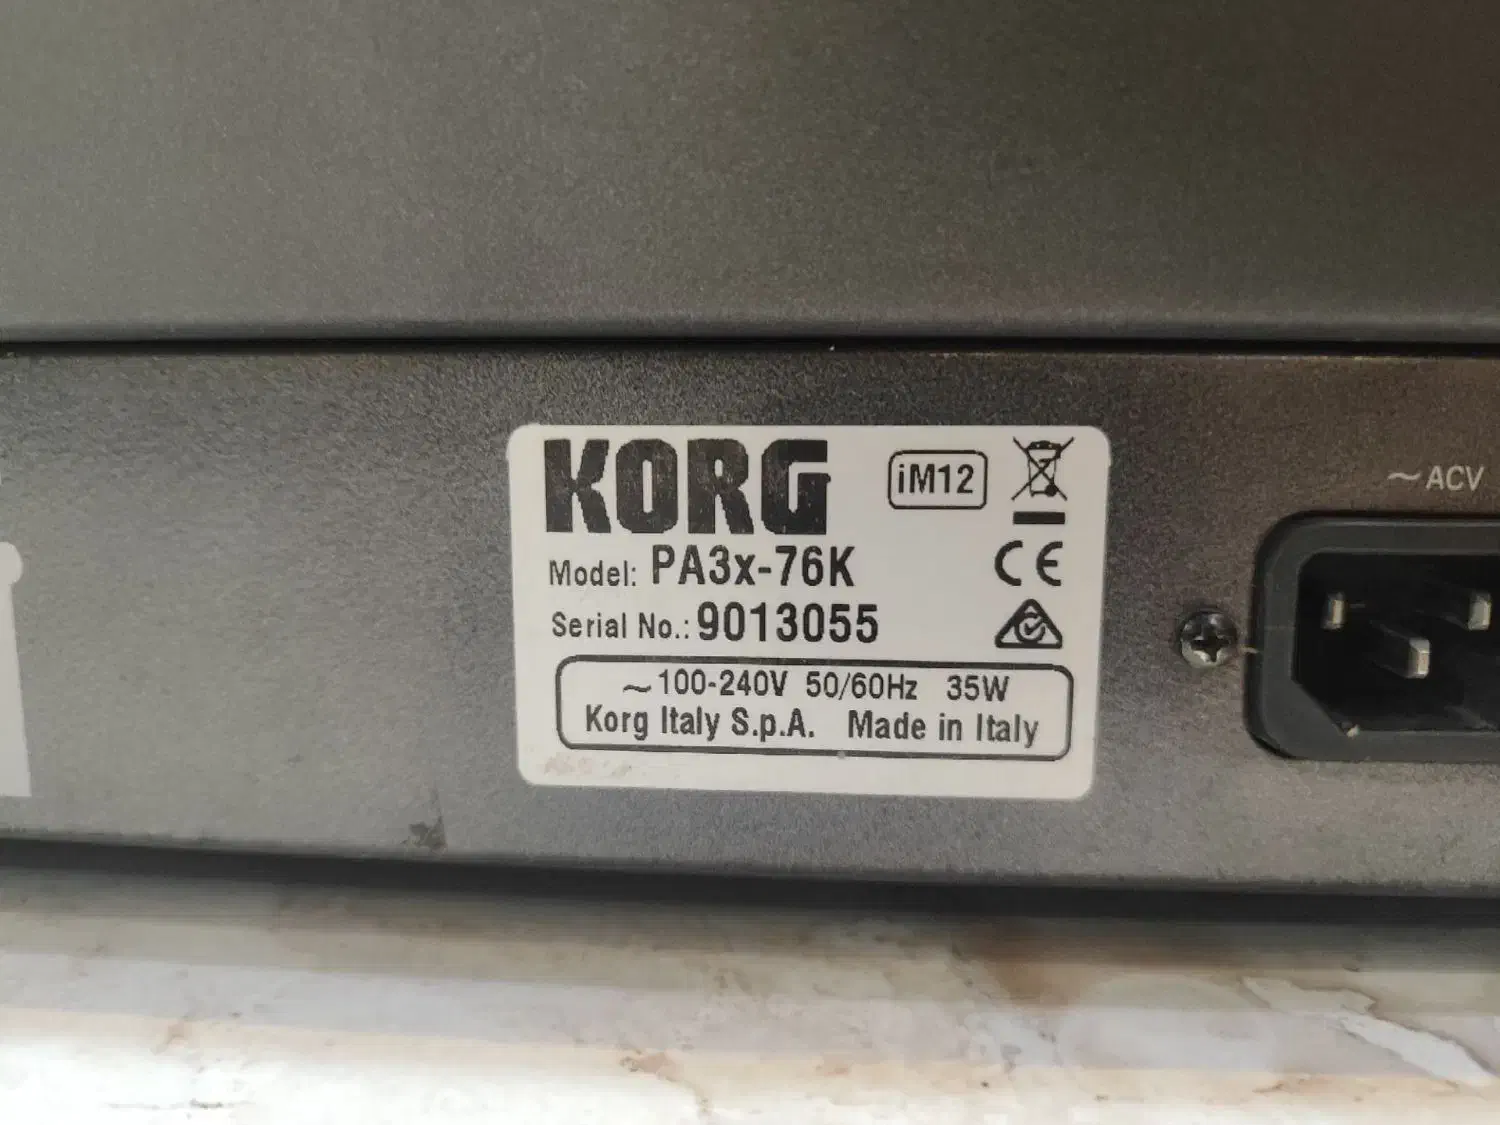 KORG
iM12
Model: PA3x-76K
CE
Serial No.: 9013055
~100-240V 50/60Hz 35W
Korg Italy S.p.A. Made in Italy
~ACV